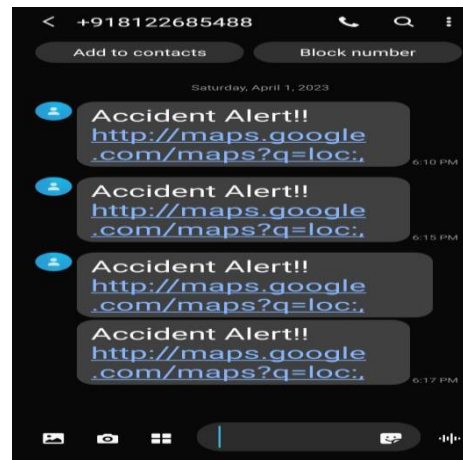 +918122685488
Add to contacts Block number
Saturday, April 1, 2023
Accident Alert!!
http://maps.google
.com/maps?q=loc:,
6:10 PM
Accident Alert!!
http://maps.google
.com/maps?q=loc:,
6:15 PM
Accident Alert!!
http://maps.google
.com/maps?q=loc:,
Accident Alert!!
http://maps.google
.com/maps?q=loc:,
6:17 PM